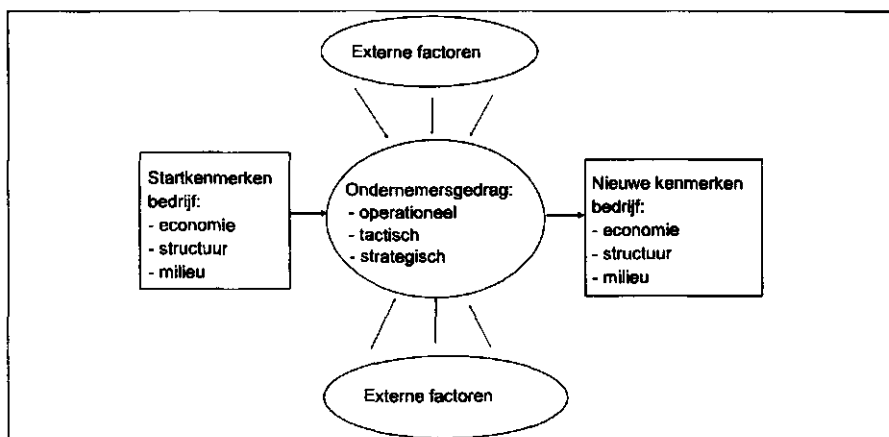 Externe factoren
Startkenmerken
bedrijf:
- economie
- structuur
- milieu
Ondernemersgedrag:
- operationeel
- tactisch
- strategisch
Nieuwe kenmerken
bedrijf:
- economie
- structuur
- milieu
Externe factoren